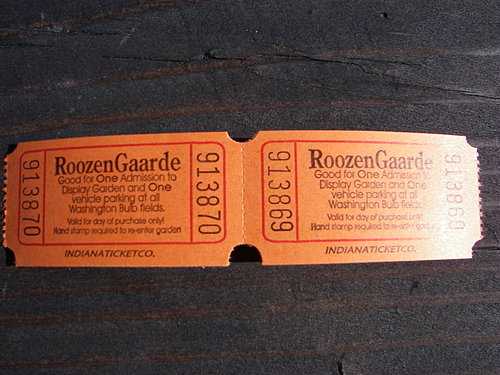 913870
RoozenGaarde
Good for One Admission to
Display Garden and One
vehicle parking at all
Washington Bulb fields.
Valid for day of purchase only!
Hand stamp required to re-enter garden
913870
INDIANATICKETCO.
913869
RoozenGaarde
Good for One Admission to
Display Garden and One
vehicle parking at all
Washington Bulb fields.
Valid for day of purchase only!
Hand stamp required to re-enter garden
913869
INDIANATICKETCO.